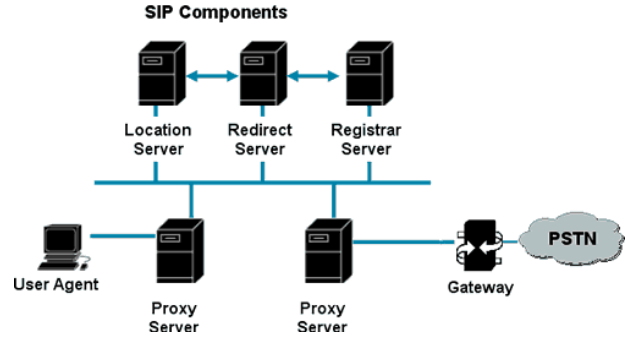 SIP Components
Location
Server
Redirect
Server
Registrar
Server
User Agent
Proxy
Server
Proxy
Server
Gateway
PSTN